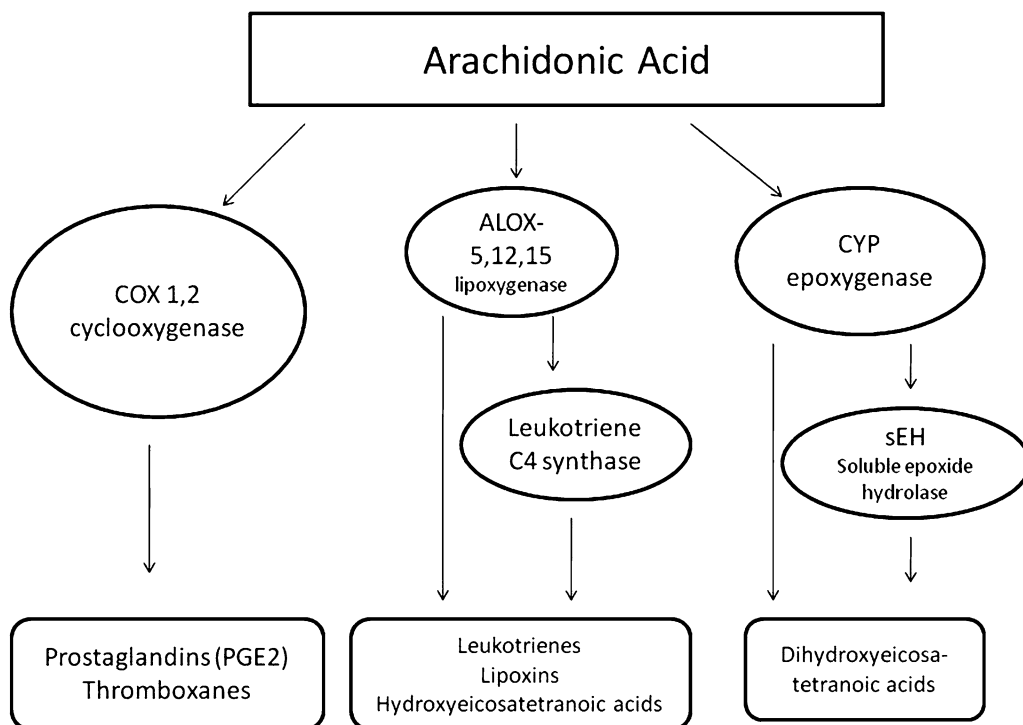 Arachidonic Acid
COX 1,2
cyclooxygenase
ALOX-
5,12,15
lipoxygenase
CYP
epoxygenase
Leukotriene
C4 synthase
sEH
Soluble epoxide
hydrolase
Prostaglandins (PGE2)
Thromboxanes
Leukotrienes
Lipoxins
Hydroxyeicosatetranoic acids
Dihydroxyeicosa-
tetranoic acids